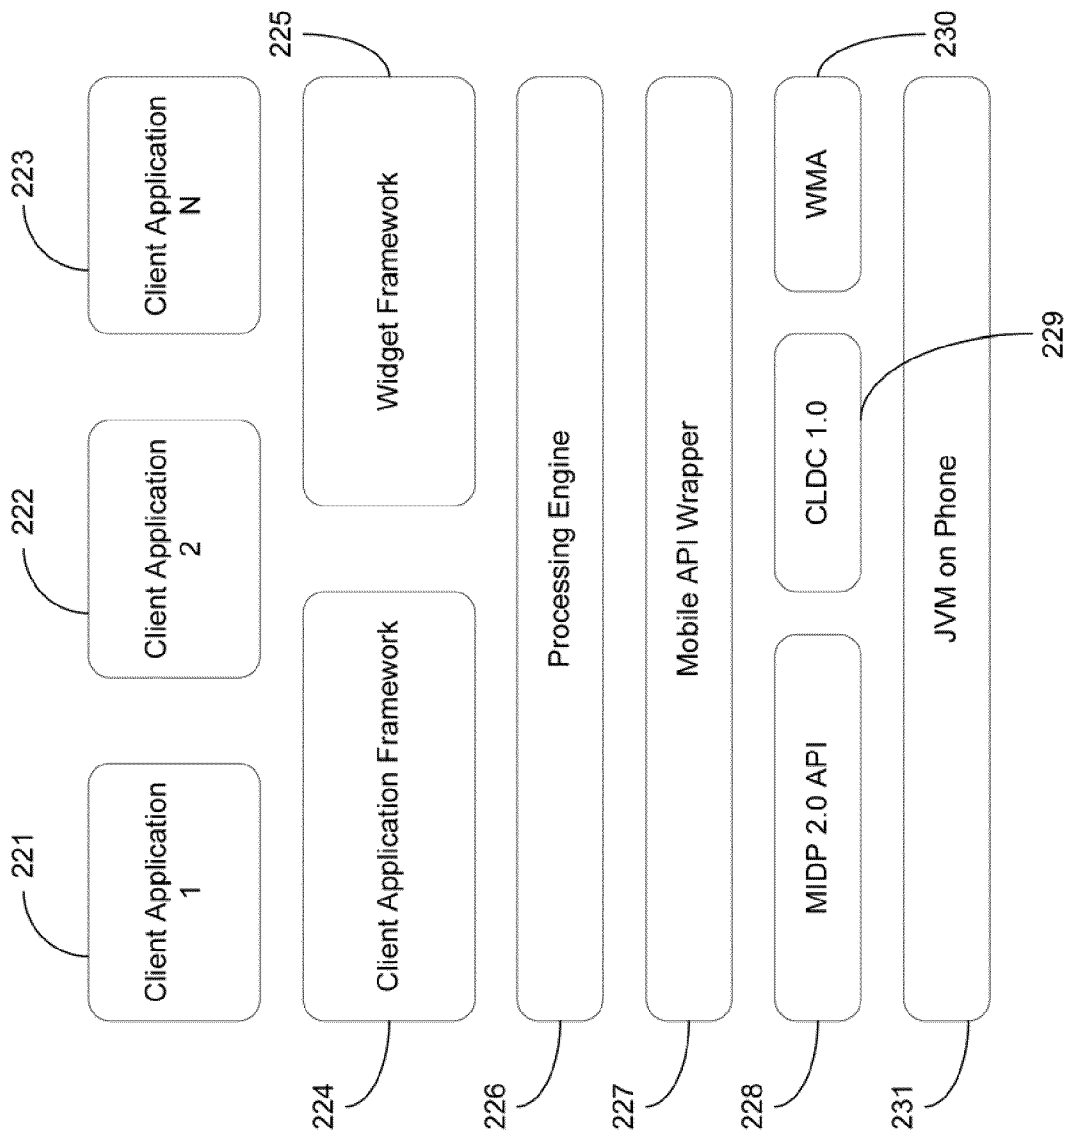 221
222
223
Client Application
1
Client Application
2
Client Application
N
224
225
Client Application Framework
Widget Framework
226
Processing Engine
227
Mobile API Wrapper
228
229
230
MIDP 2.0 API
CLDC 1.0
WMA
231
JVM on Phone